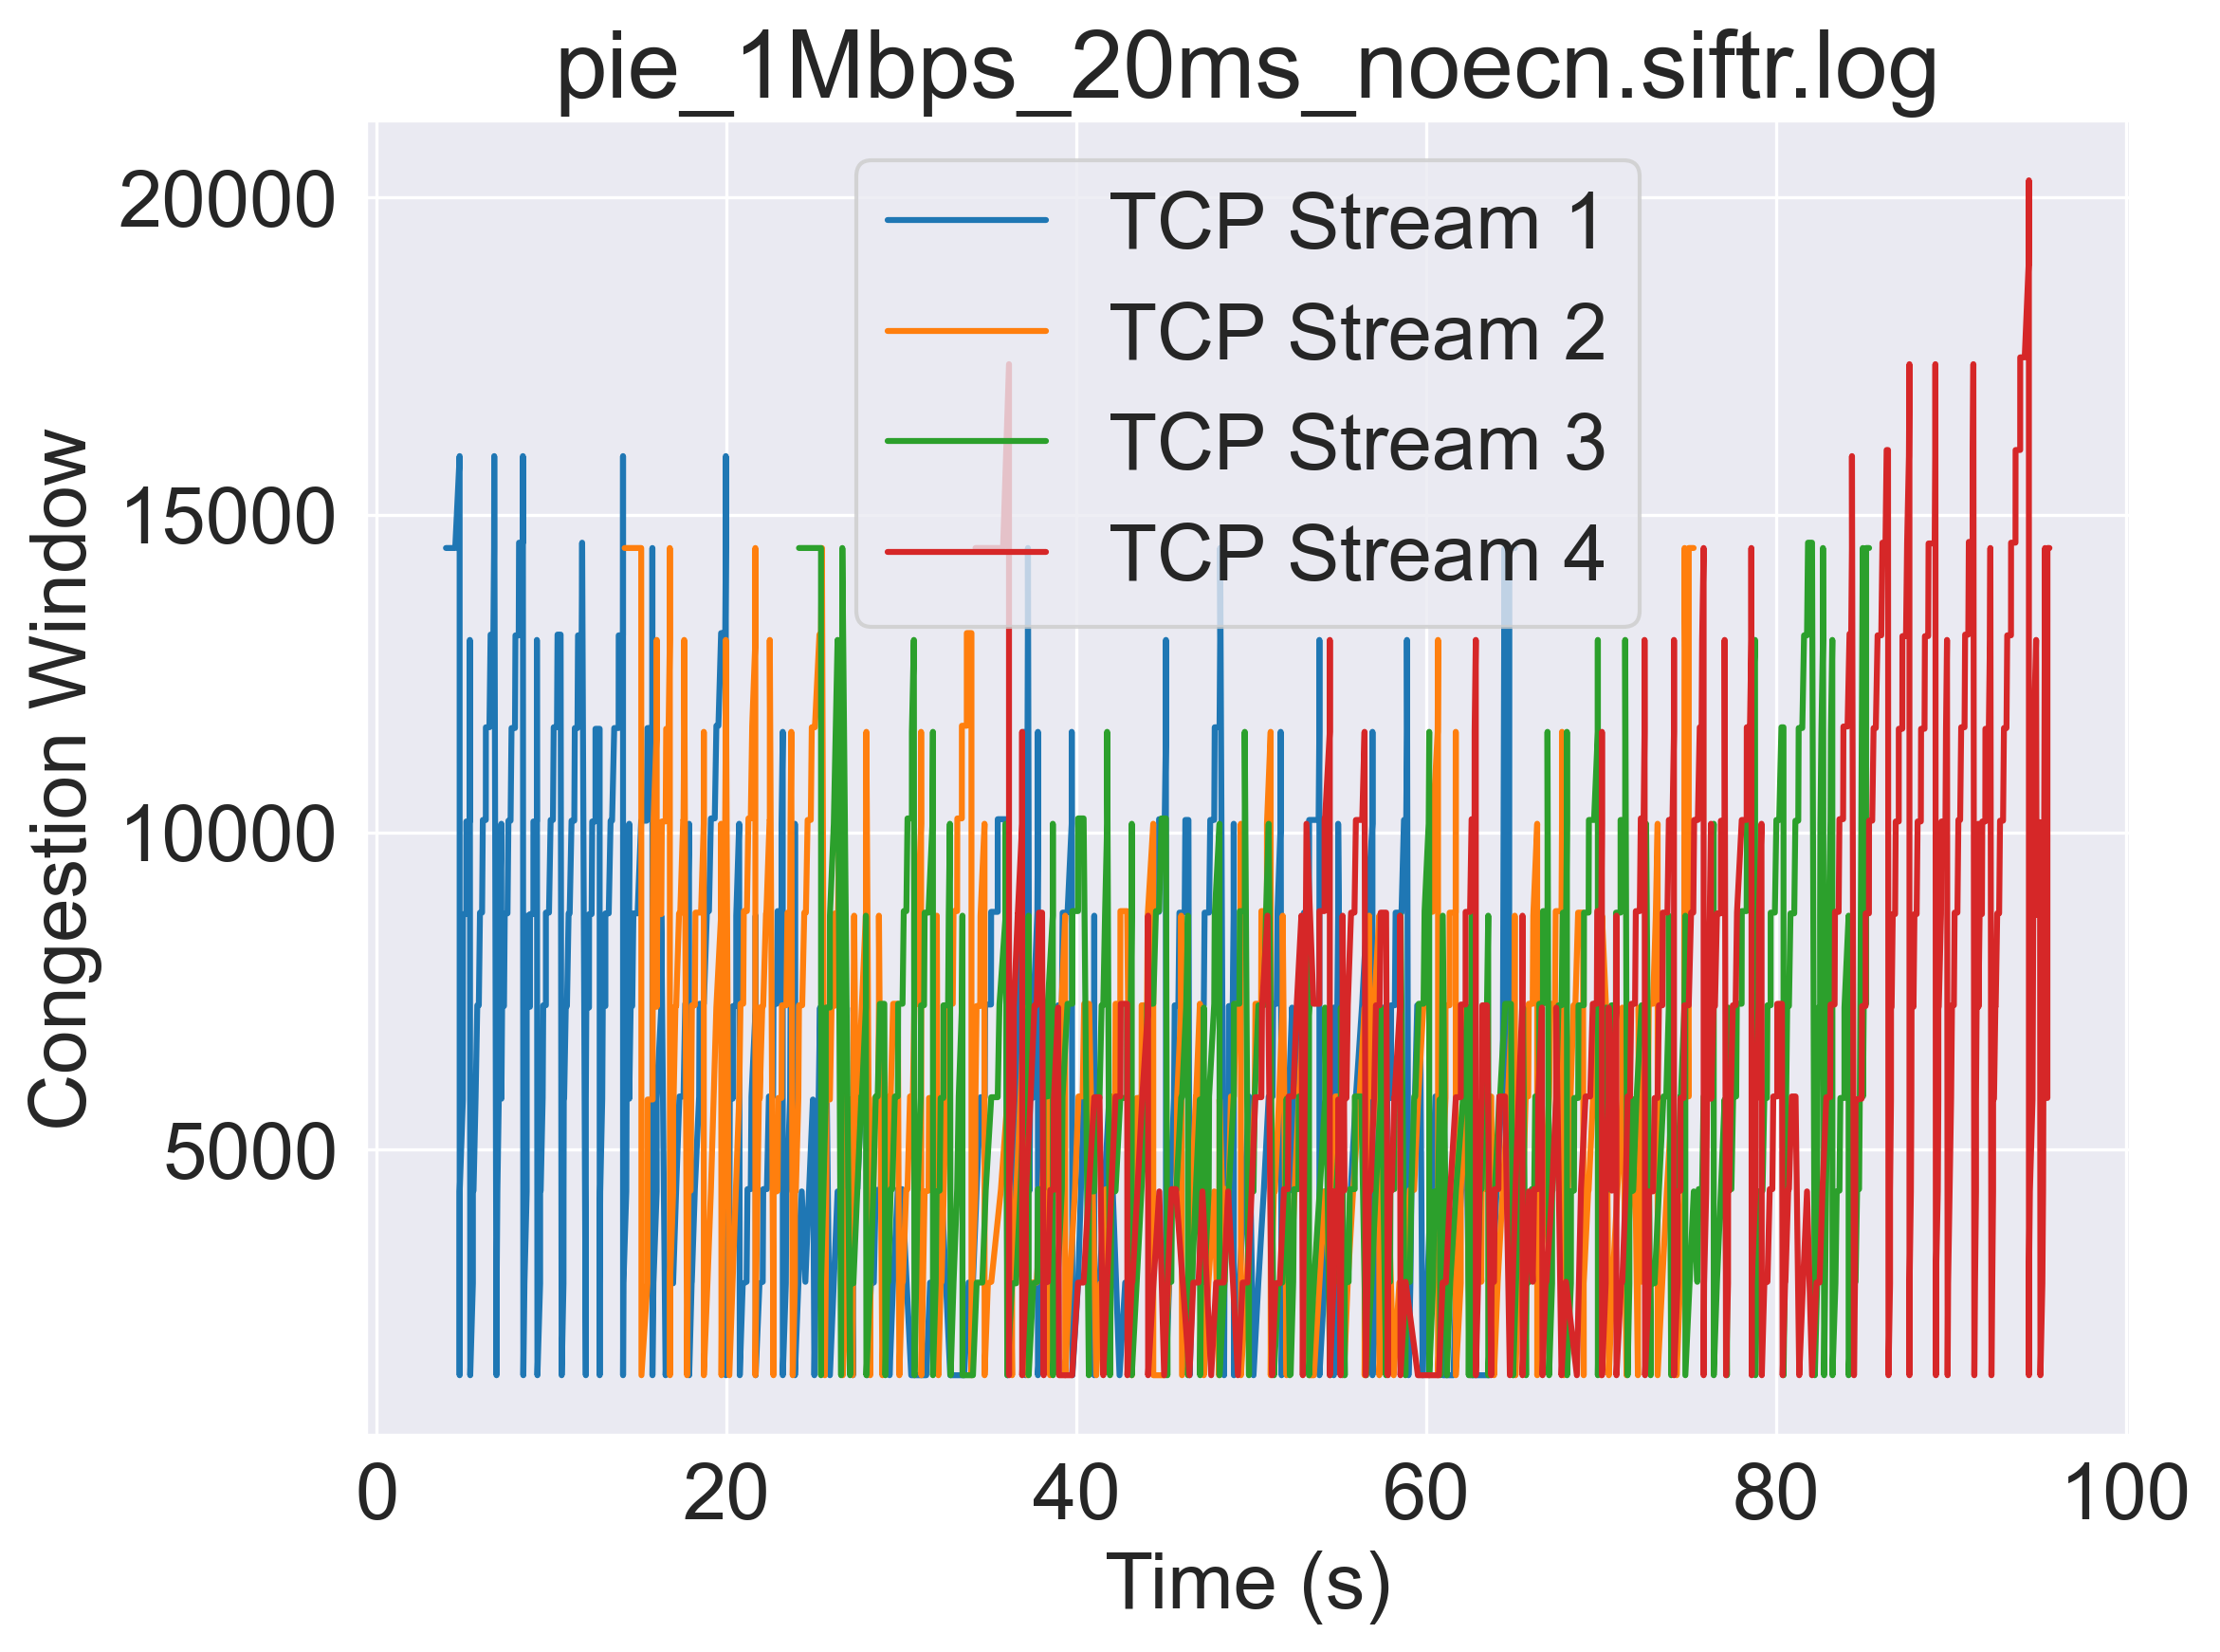 pie_1Mbps_20ms_noecn.siftr.log
20000
15000
10000
5000
Congestion Window
TCP Stream 1
TCP Stream 2
TCP Stream 3
TCP Stream 4
0 20 40 60 80 100
Time (s)